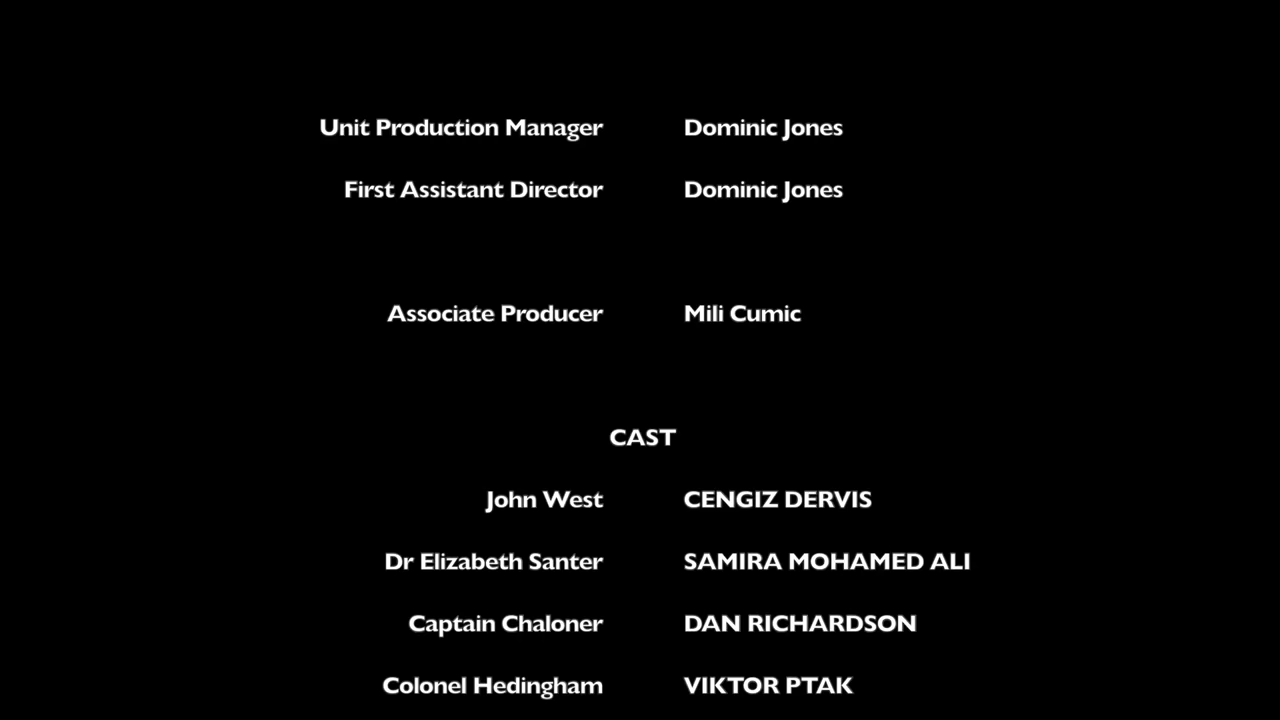 Unit Production Manager Dominic Jones
First Assistant Director Dominic Jones
Associate Producer Mili Cumic
CAST
John West CENGIZ DERVIS
Dr Elizabeth Santer SAMIRA MOHAMED ALI
Captain Chaloner DAN RICHARDSON
Colonel Hedingham VIKTOR PTAK